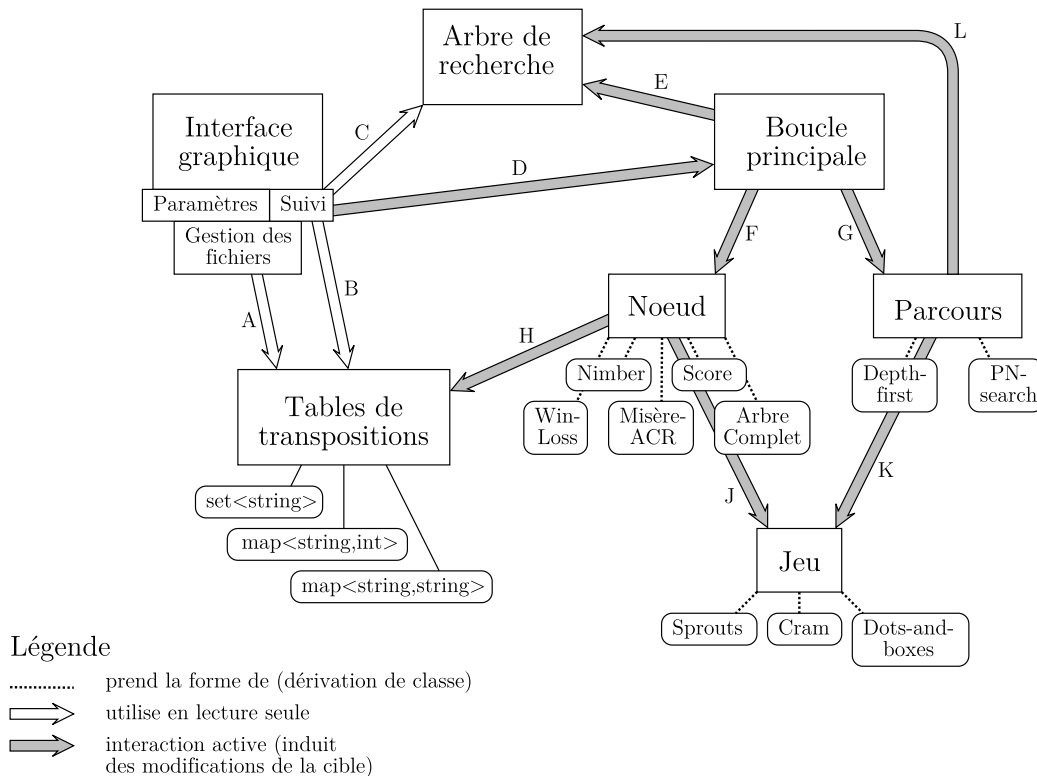 Arbre de
recherche
L
E
C
Interface
graphique
Boucle
principale
D
Paramètres
Suivi
Gestion des
fichiers
F
G
B
A
Noeud
Parcours
H
Nimber
Score
Depth-
first
PN-
search
Win-
Loss
Misère-
ACR
Arbre
Complet
Tables de
transpositions
K
J
set<string>
map<string,int>
map<string,string>
Jeu
Sprouts
Cram
Dots-and-
boxes
Légende
prend la forme de (dérivation de classe)
utilise en lecture seule
interaction active (induit
des modifications de la cible)